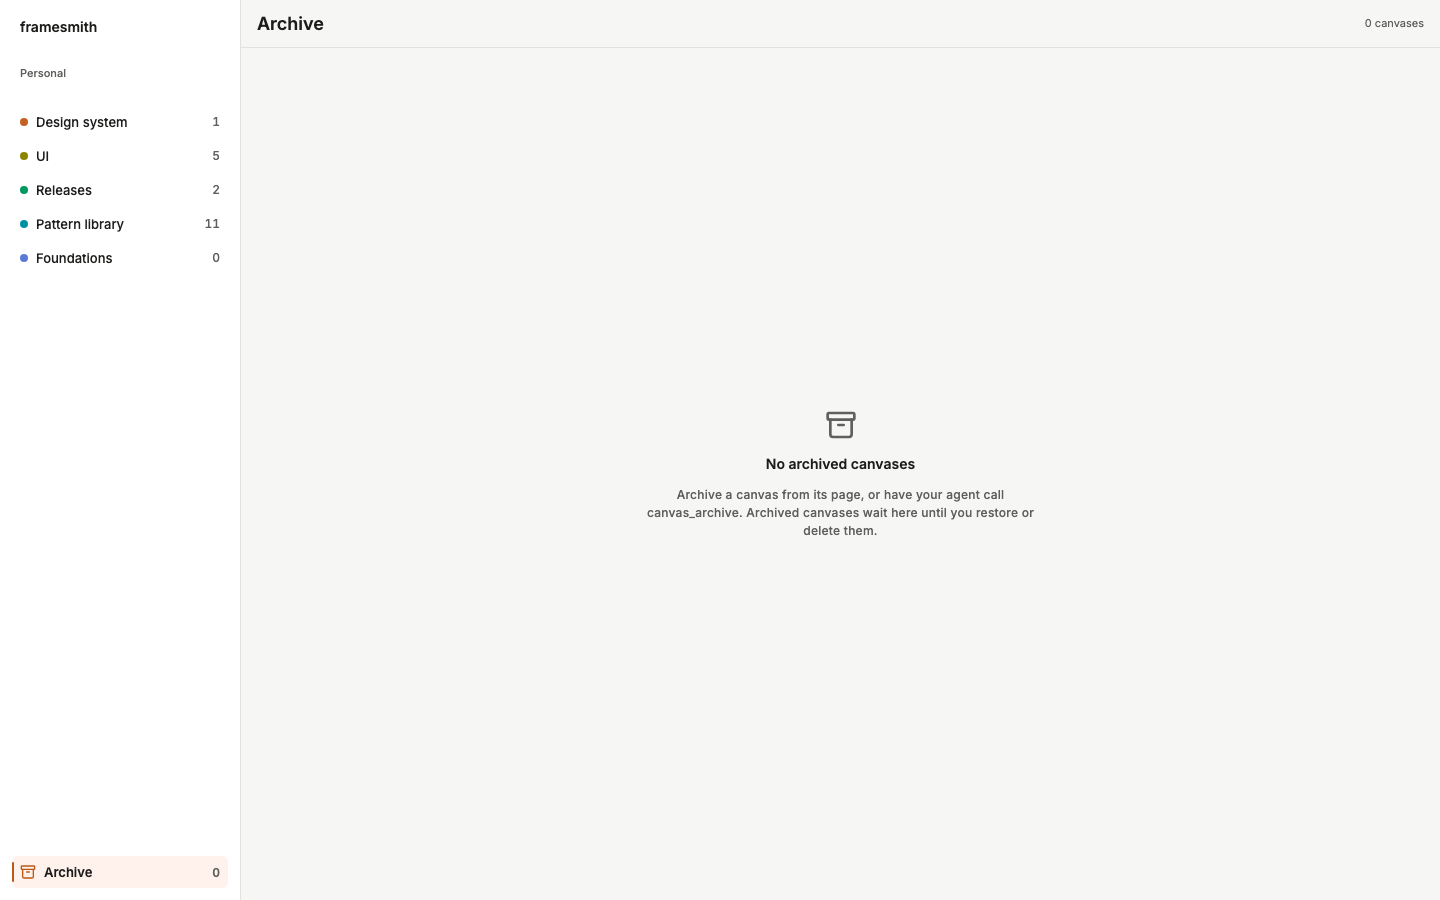 framesmith
Personal
Design system 1
UI 5
Releases 2
Pattern library 11
Foundations 0
Archive 0
Archive
0 canvases
No archived canvases
Archive a canvas from its page, or have your agent call
canvas_archive. Archived canvases wait here until you restore or
delete them.